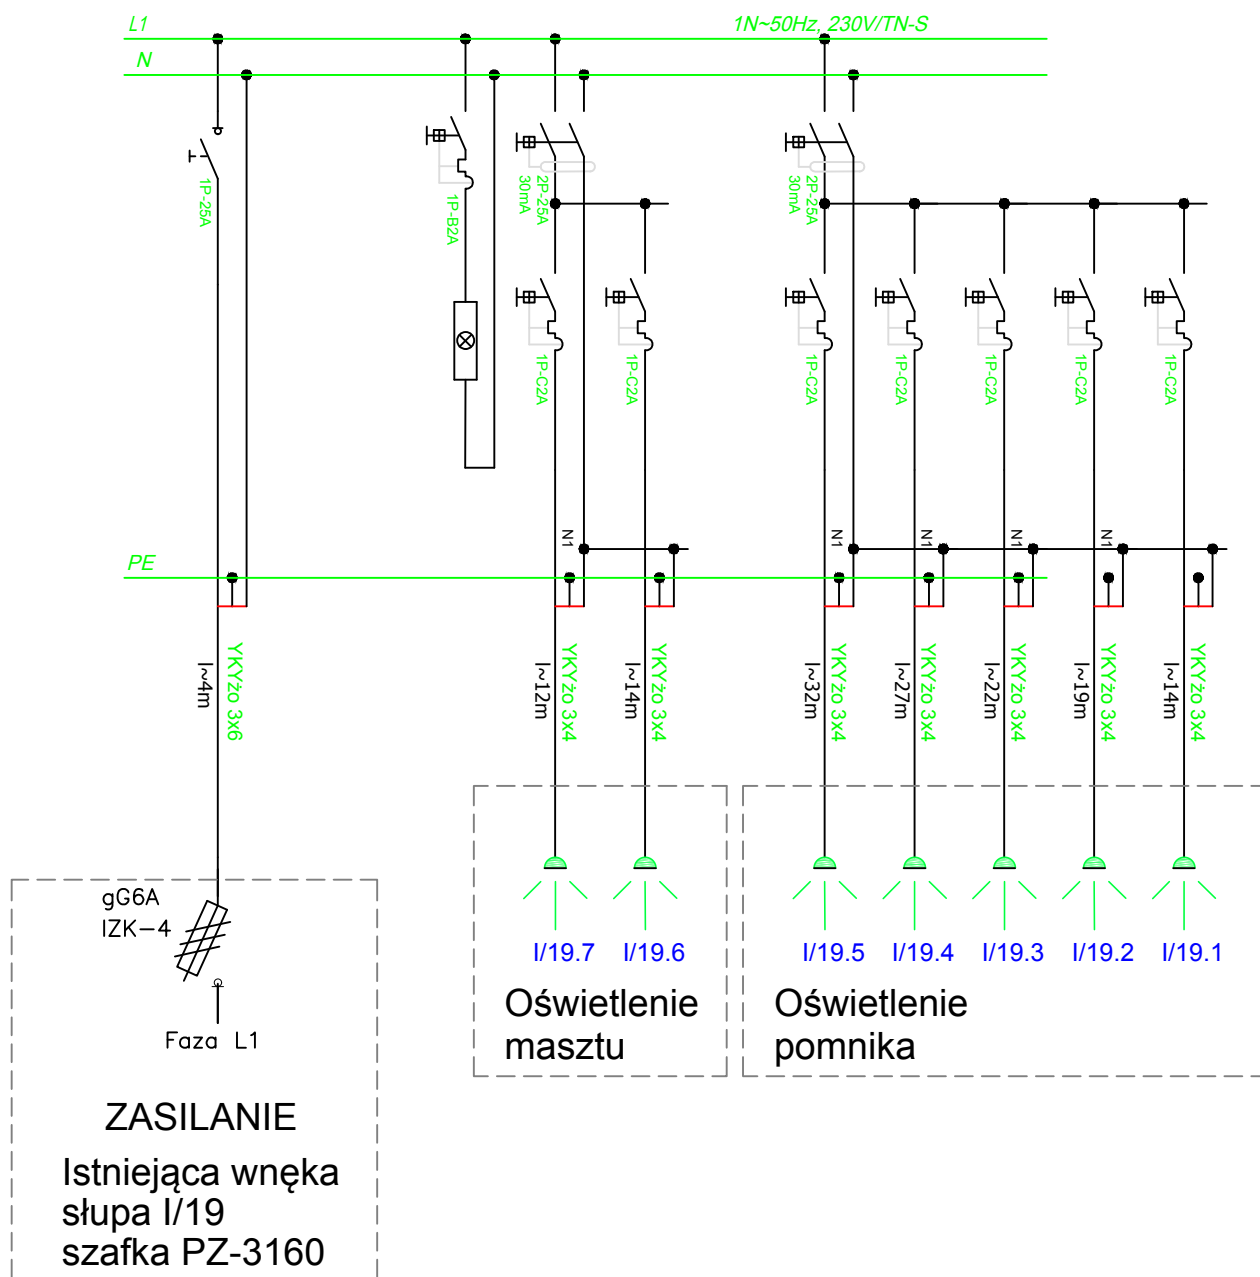 L1
1N~50Hz, 230V/TN-S
N
1P-25A
1P-B2A
2P-25A
30mA
2P-25A
30mA
1P-C2A
1P-C2A
1P-C2A
1P-C2A
1P-C2A
1P-C2A
1P-C2A
N1
N1
N1
N1
N1
PE
YKYżo 3x6
l~4m
YKYżo 3x4
l~12m
YKYżo 3x4
l~14m
YKYżo 3x4
l~32m
YKYżo 3x4
l~27m
YKYżo 3x4
l~22m
YKYżo 3x4
l~19m
YKYżo 3x4
l~14m
gG6A
IZK-4
Faza L1
I/19.7
I/19.6
I/19.5
I/19.4
I/19.3
I/19.2
I/19.1
Oświetlenie
masztu
Oświetlenie
pomnika
ZASILANIE
Istniejąca wnęka
słupa I/19
szafka PZ-3160